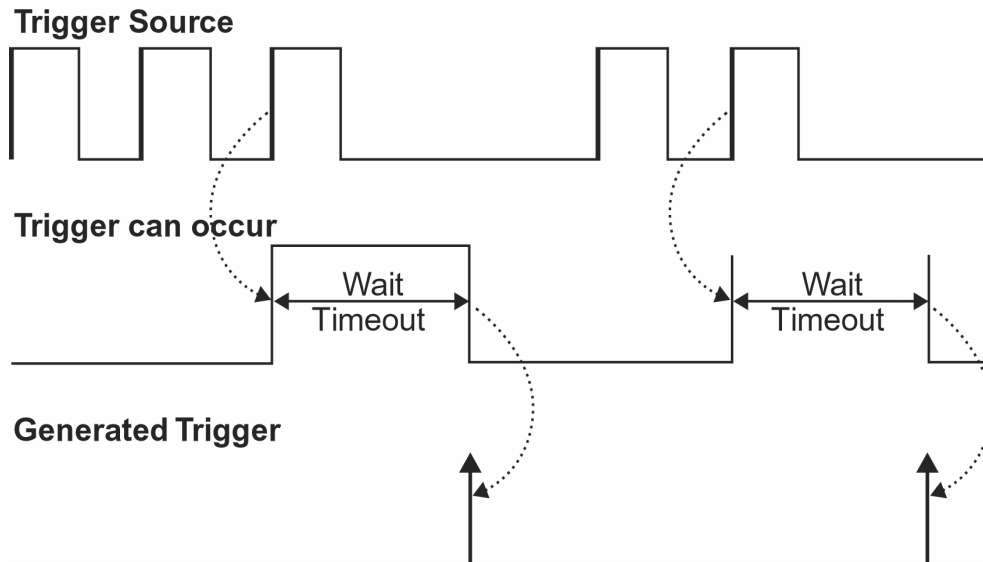 Trigger Source
Trigger can occur
Wait
Timeout
Wait
Timeout
Generated Trigger